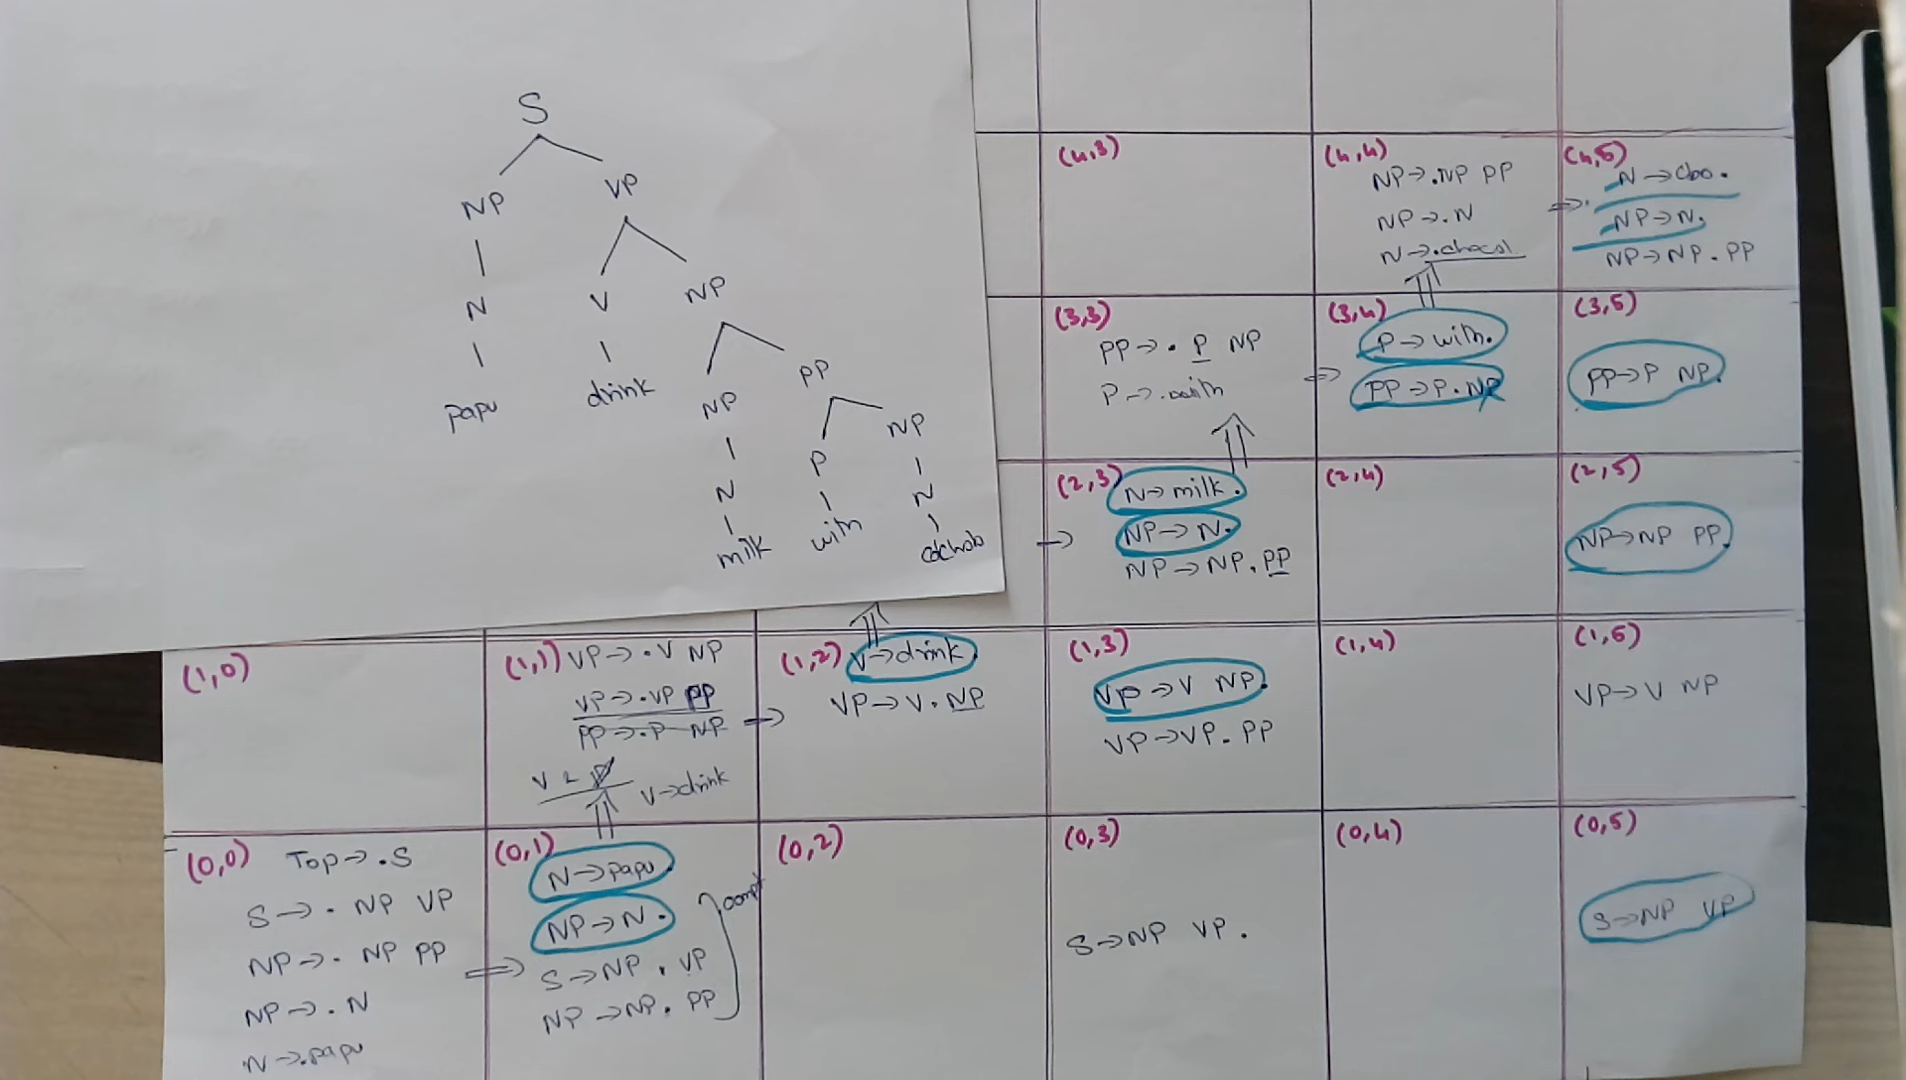 S
NP VP
N V NP
papu drink NP PP
N P NP
milk with N
(4,3)
(4,4)
NP→.NP PP
NP→.N
N→.chocol
(4,5)
⇒. N→cbo.
NP→N.
NP→NP.PP
(3,3)
PP→. P NP
P→.with
(3,4)
P→with.
⇒ PP→P.NP
(3,5)
PP→P NP.
(2,3) N→milk.
→ NP→N.
NP→NP.PP
(2,4)
(2,5)
NP→NP PP.
(1,0)
(1,1) VP→.V NP
VP→.VP PP
PP→.P NP
V→drink
(1,2) V→drink.
⇒ VP→V.NP
(1,3)
VP→V NP.
VP→VP.PP
(1,4)
(1,5)
VP→V NP
(0,0) Top→.S
S→. NP VP
NP→. NP PP
NP→.N
N→.papu
(0,1)
N→papu.
NP→N.
⇒ S→NP . VP
NP→NP. PP
(0,2)
(0,3)
S→NP VP.
(0,4)
(0,5)
S→NP VP